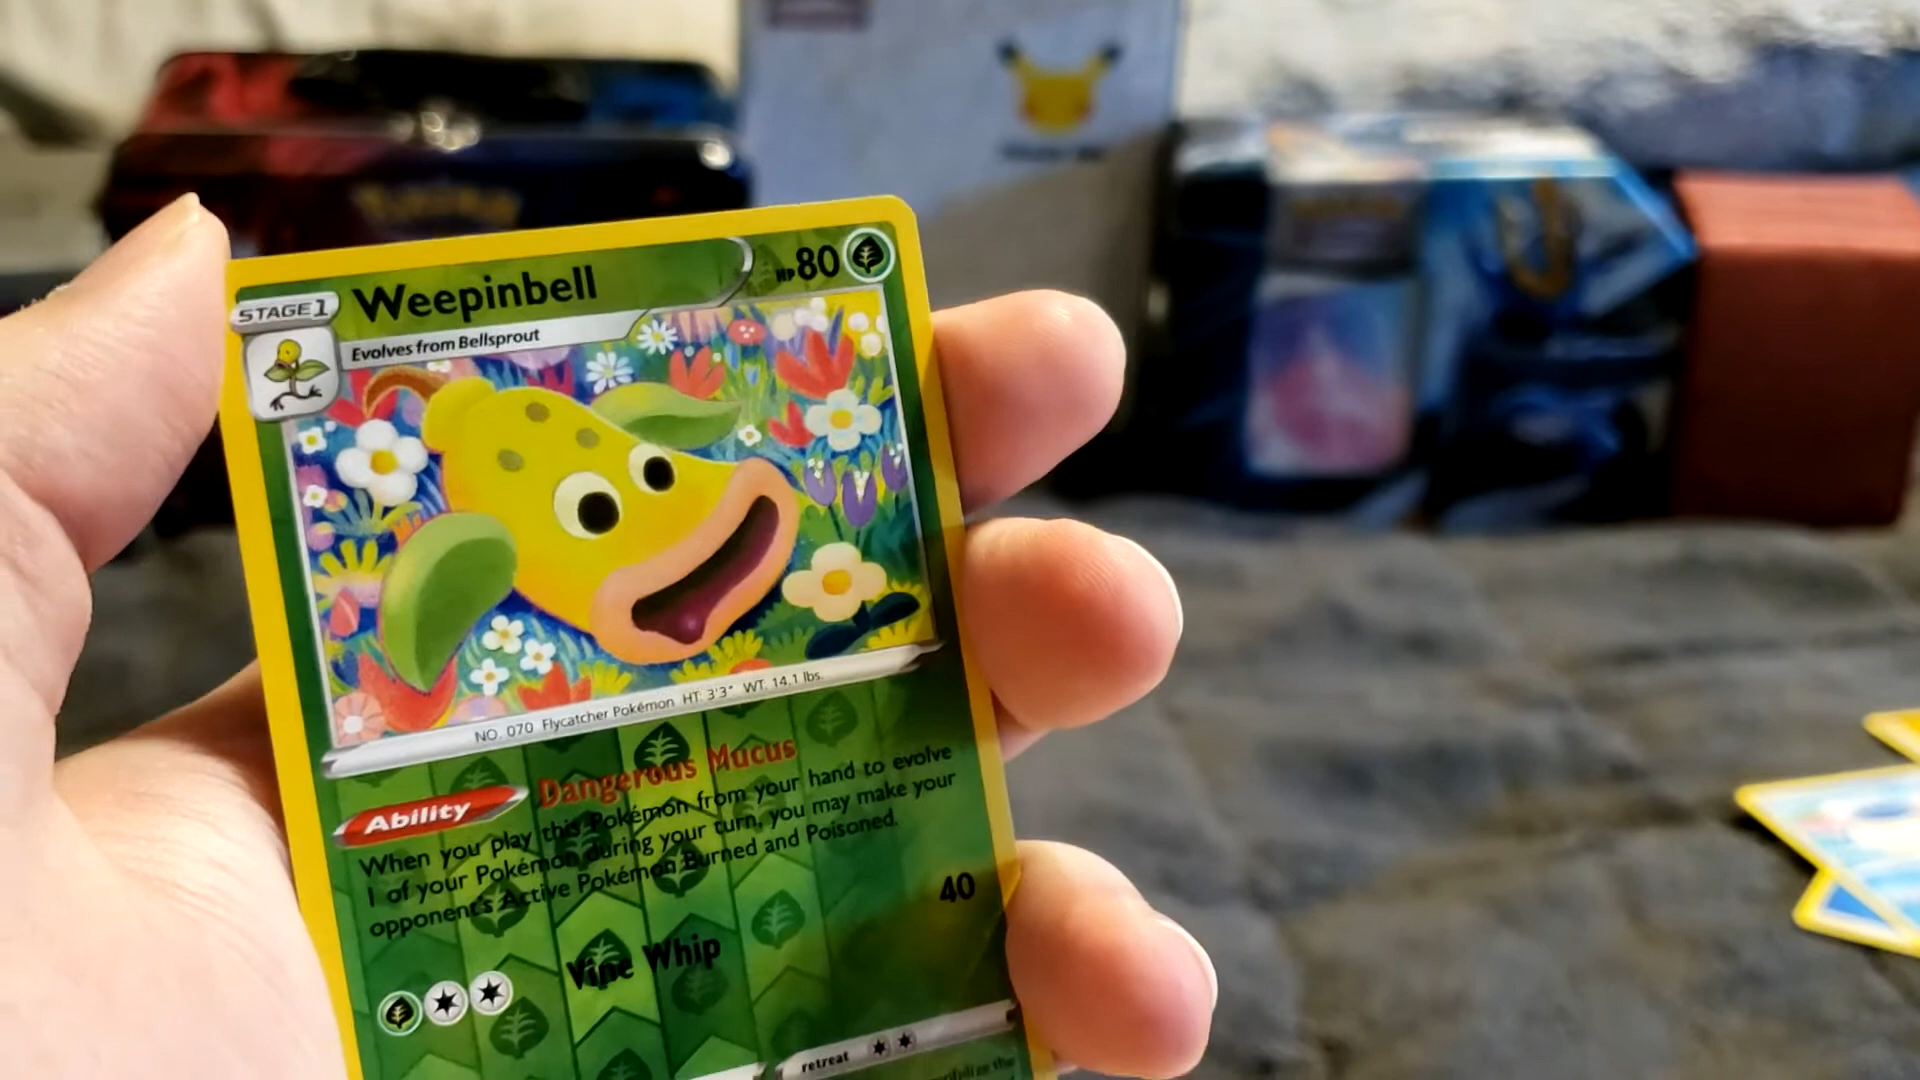 Pokémon
STAGE1
Weepinbell
HP80
Evolves from Bellsprout
NO. 070 Flycatcher Pokémon HT: 3'3" WT: 14.1 lbs.
Ability Dangerous Mucus
When you play this Pokémon from your hand to evolve
1 of your Pokémon during your turn, you may make your
opponent's Active Pokémon Burned and Poisoned.
Vine Whip 40
retreat